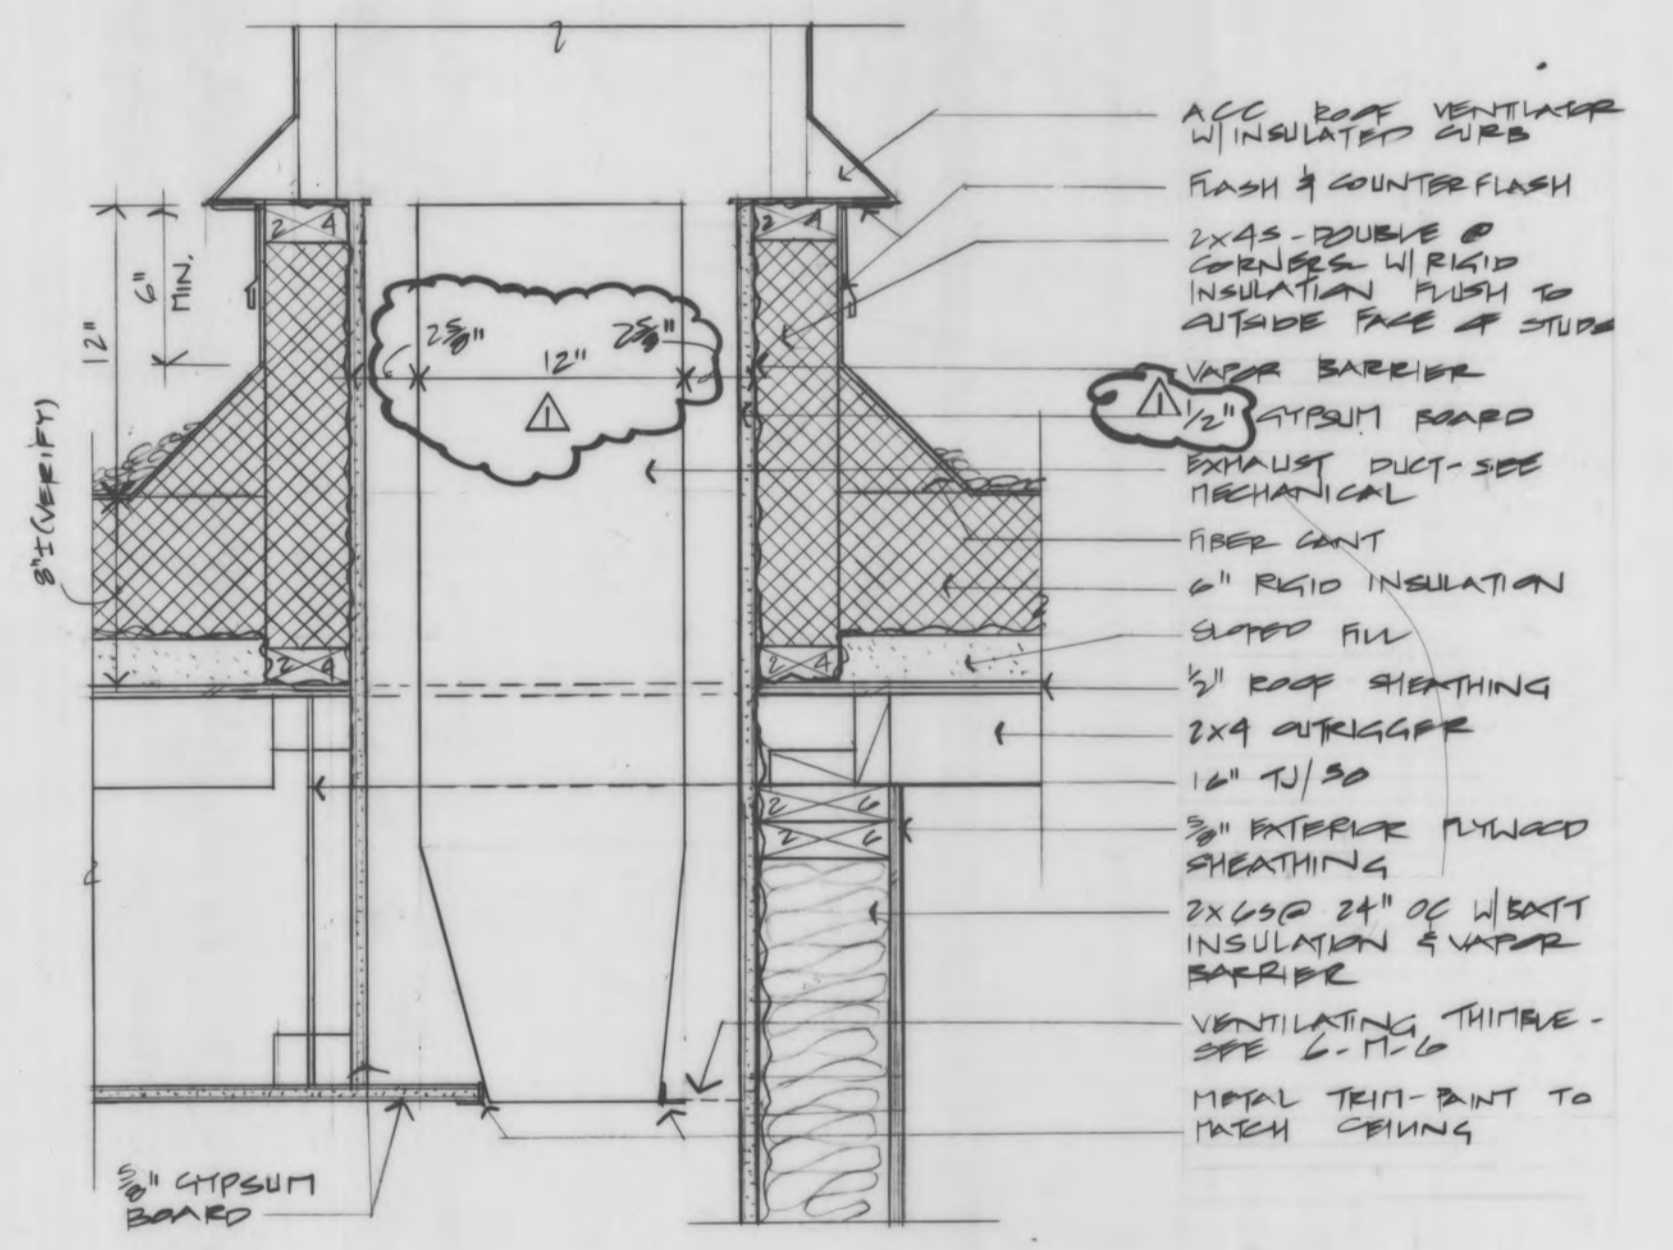 ACC ROOF VENTILATOR
W/INSULATED CURB
FLASH & COUNTERFLASH
2x4S - DOUBLE @
CORNERS W/RIGID
INSULATION FLUSH TO
OUTSIDE FACE OF STUDS
VAPOR BARRIER
1 1/2" GYPSUM BOARD
EXHAUST DUCT - SEE
MECHANICAL
FIBER CANT
6" RIGID INSULATION
SLOPED FILL
1/2" ROOF SHEATHING
2x4 OUTRIGGER
16" TJ/30
5/8" EXTERIOR PLYWOOD
SHEATHING
2x6S@ 24" OC W/BATT
INSULATION & VAPOR
BARRIER
VENTILATING THIMBLE -
SEE 6-M-6
METAL TRIM-PAINT TO
MATCH CEILING
2 4
2 4
6" MIN.
12"
8"± (VERIFY)
2 5/8" 2 5/8"
12"
1
2 4
2 4
2 6
2 6
5/8" GYPSUM
BOARD